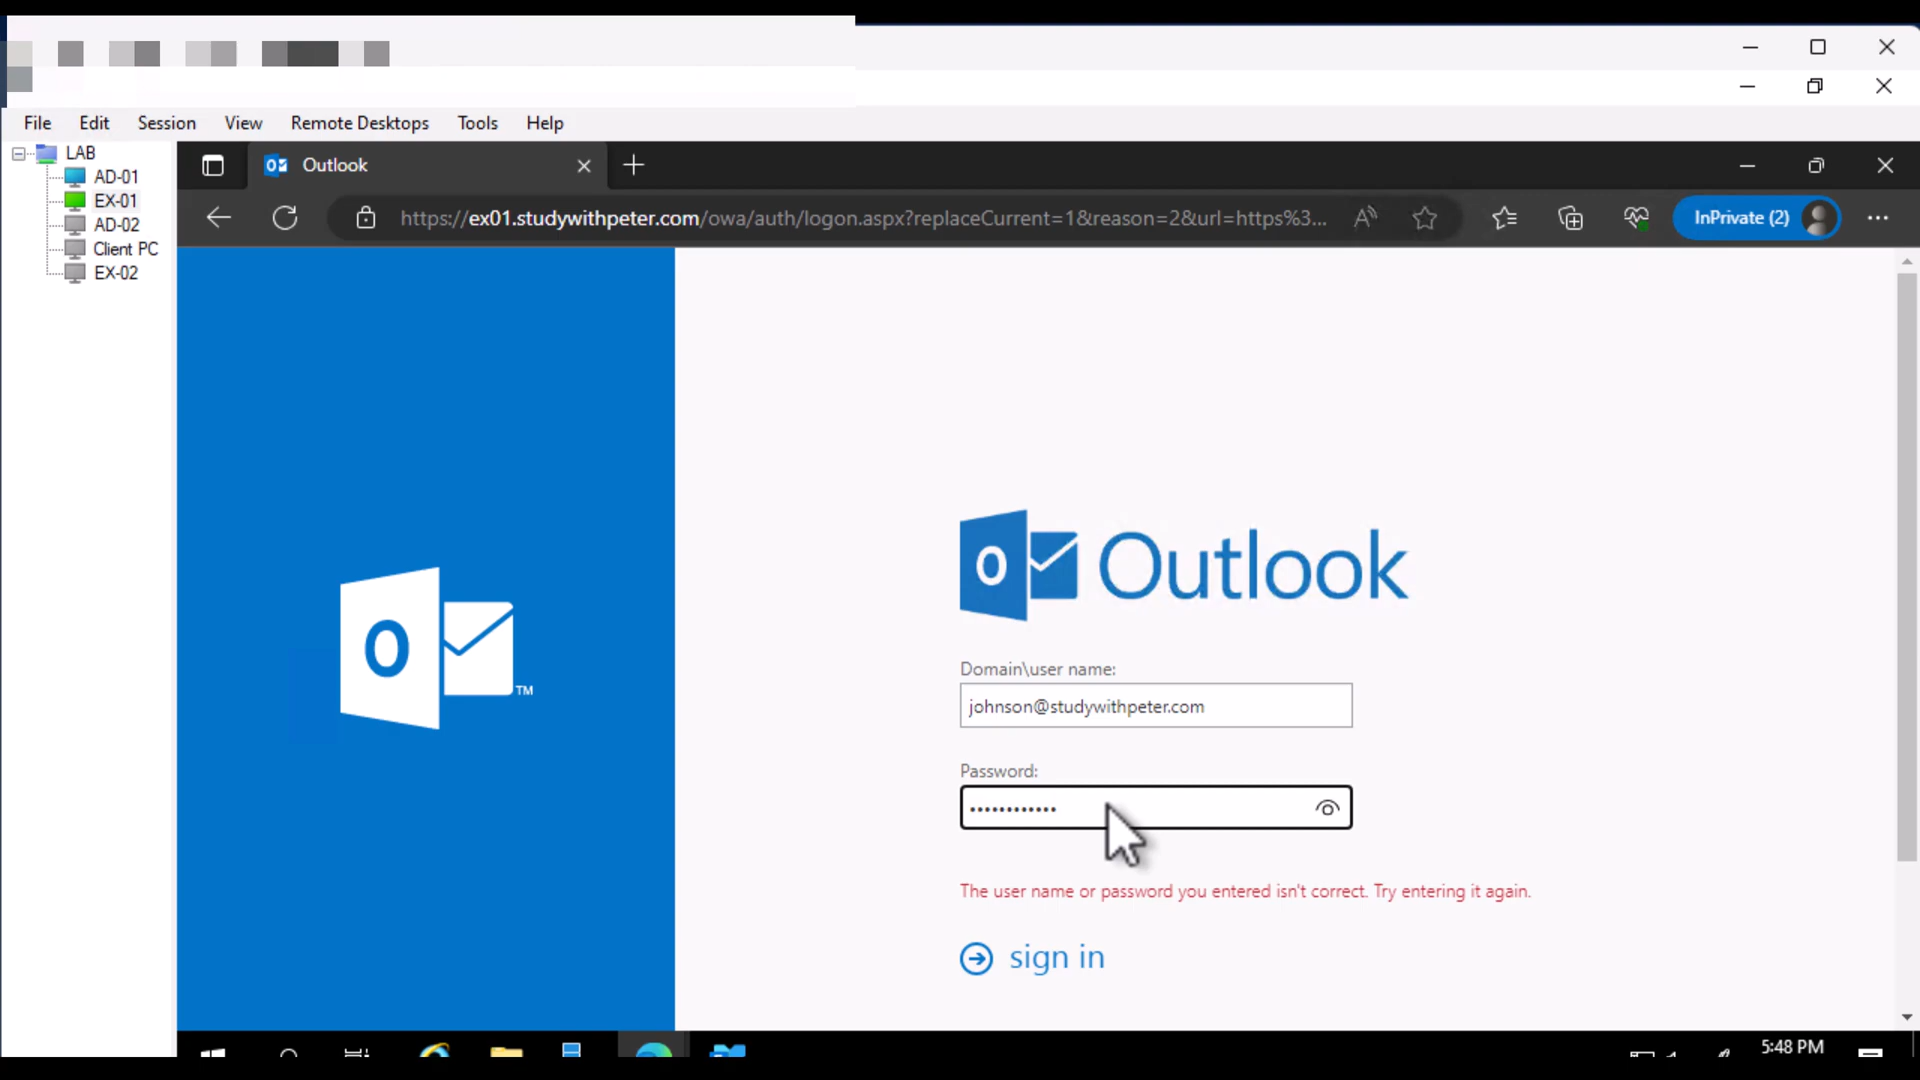 File Edit Session View Remote Desktops Tools Help
LAB
AD-01
EX-01
AD-02
Client PC
EX-02
Outlook
https://ex01.studywithpeter.com/owa/auth/logon.aspx?replaceCurrent=1&reason=2&url=https%3...
InPrivate (2)
O
TM
O Outlook
Domain\user name:
johnson@studywithpeter.com
Password:
The user name or password you entered isn't correct. Try entering it again.
sign in
5:48 PM